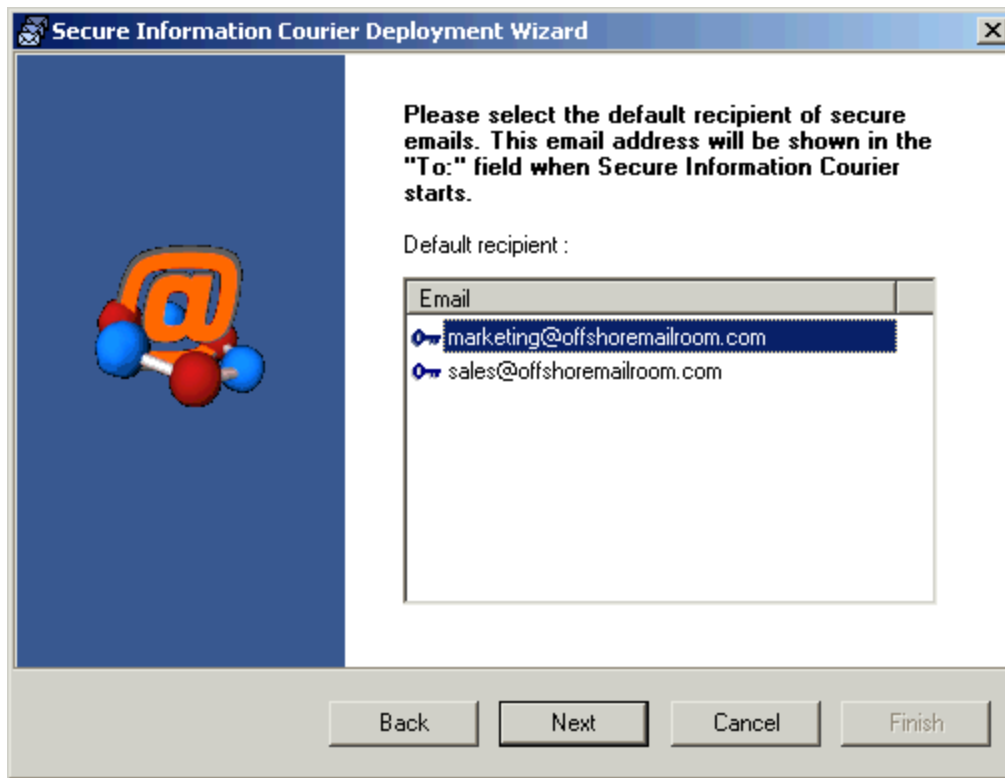 Secure Information Courier Deployment Wizard
Please select the default recipient of secure
emails. This email address will be shown in the
"To:" field when Secure Information Courier
starts.
Default recipient :
Email
marketing@offshoremailroom.com
sales@offshoremailroom.com
Back Next Cancel Finish